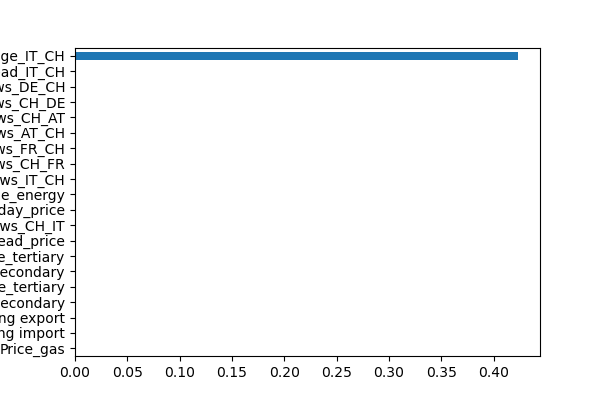 ge_IT_CH
ad_IT_CH
ws_DE_CH
ws_CH_DE
ws_CH_AT
ws_AT_CH
ws_FR_CH
ws_CH_FR
ws_IT_CH
e_energy
day_price
ws_CH_IT
ead_price
e_tertiary
econdary
e_tertiary
econdary
ng export
ng import
Price_gas
0.00 0.05 0.10 0.15 0.20 0.25 0.30 0.35 0.40